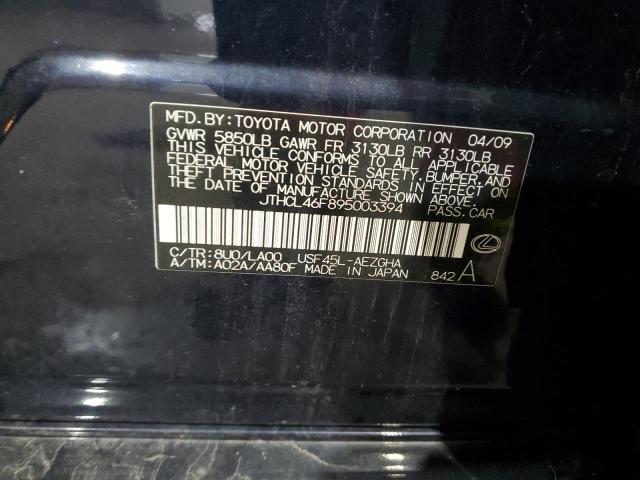 MFD. BY: TOYOTA MOTOR CORPORATION 04/09
GVWR 5850LB GAWR FR 3130LB RR 3130LB
THIS VEHICLE CONFORMS TO ALL APPLICABLE
FEDERAL MOTOR VEHICLE SAFETY, BUMPER, AND
THEFT PREVENTION STANDARDS IN EFFECT ON
THE DATE OF MANUFACTURE SHOWN ABOVE.
JTHCL46F895003394 PASS.CAR
C/TR: 8U0/LA00 USF45L-AEZGHA
A/TM: A02A/AA80F MADE IN JAPAN 842 A